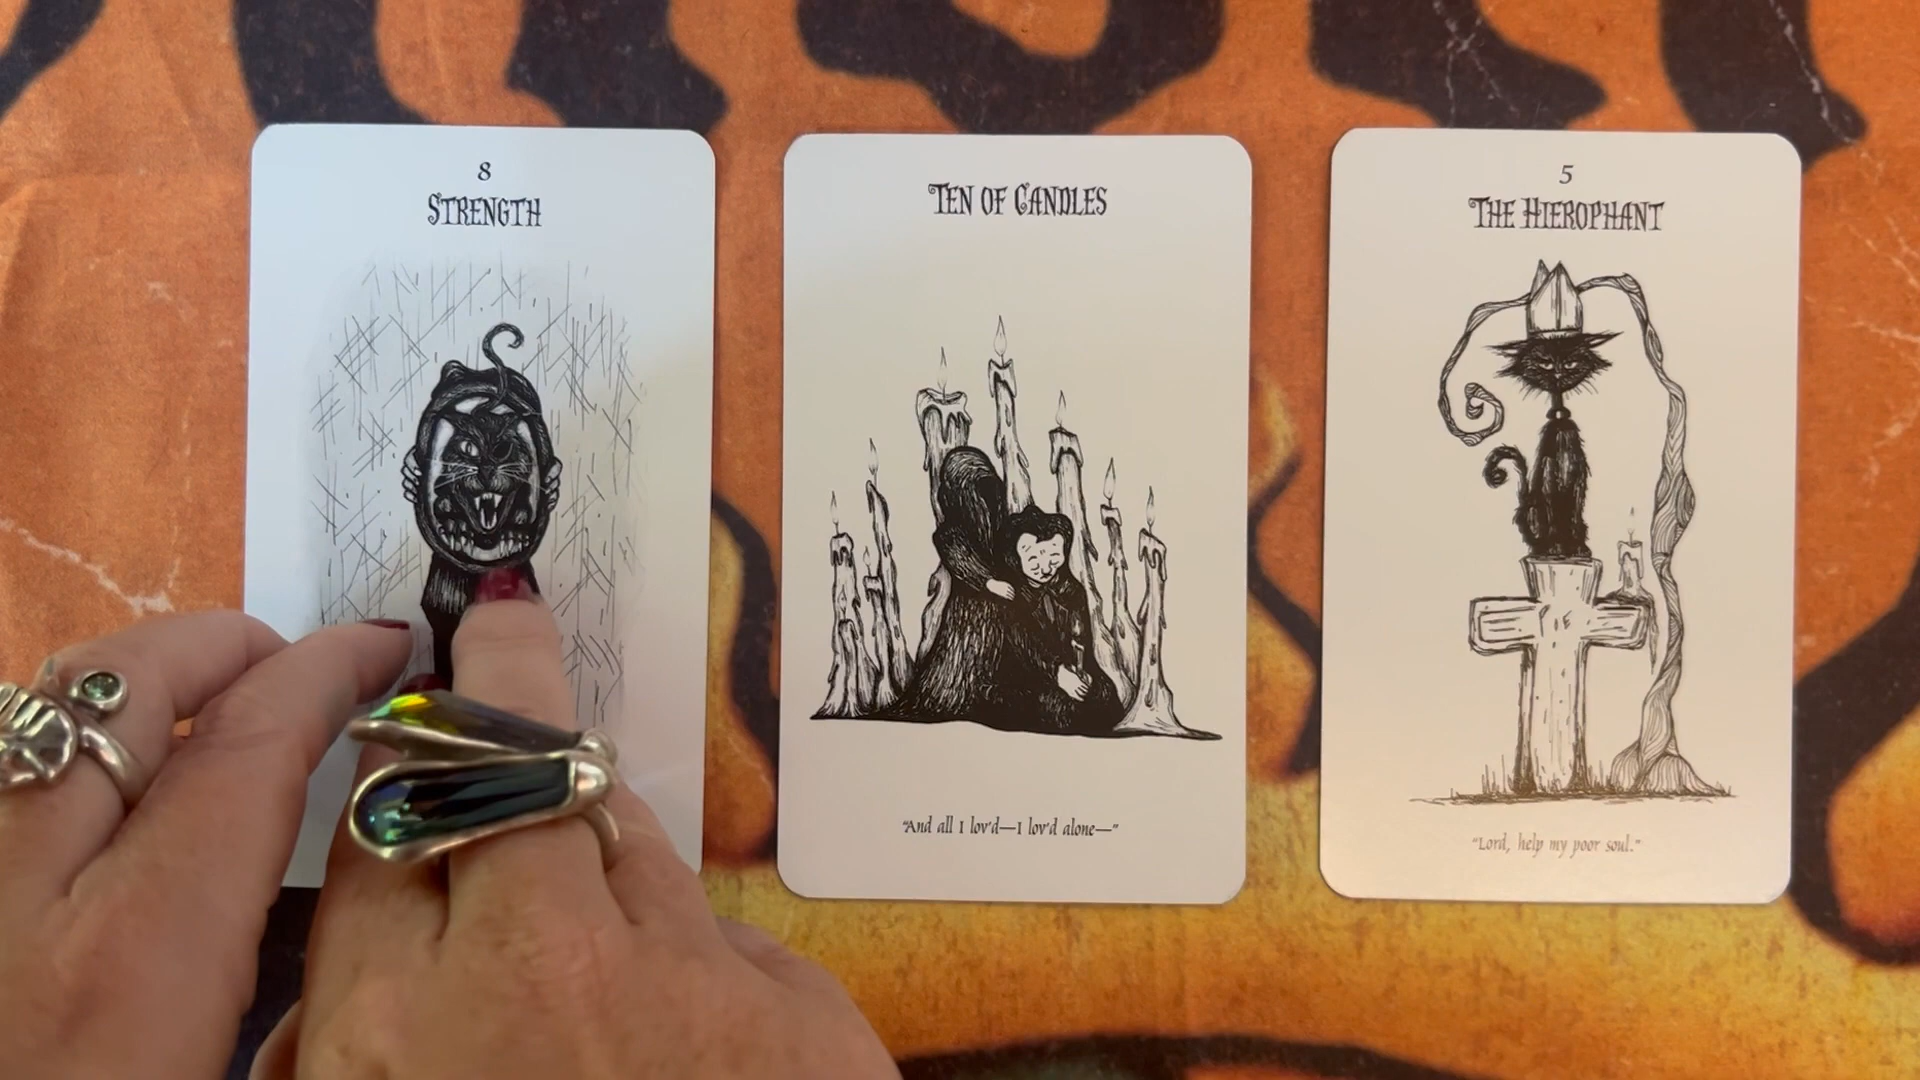 8
STRENGTH
TEN OF CANDLES
"And all I lov'd—I lov'd alone—"
5
THE HIEROPHANT
"Lord, help my poor soul."